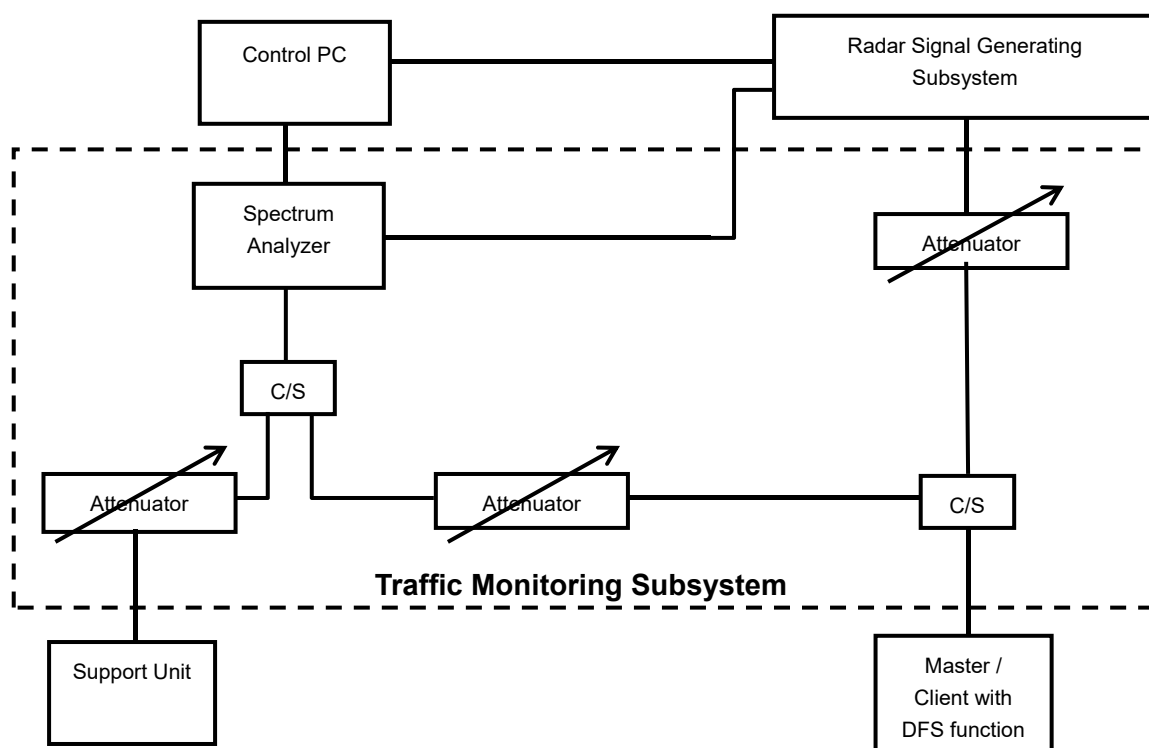 Control PC
Radar Signal Generating
Subsystem
Spectrum
Analyzer
Attenuator
C/S
Attenuator
Attenuator
C/S
Traffic Monitoring Subsystem
Support Unit
Master /
Client with
DFS function